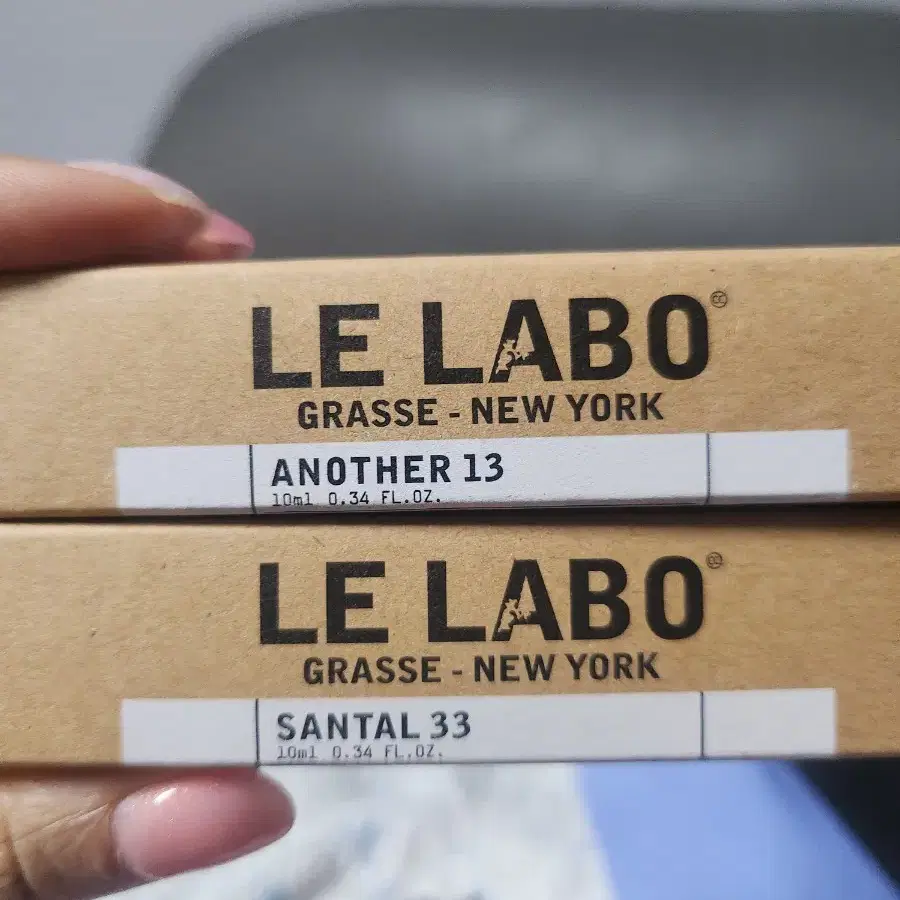 LE LABO®
GRASSE - NEW YORK
ANOTHER 13
10ml 0.34 FL.OZ.
LE LABO®
GRASSE - NEW YORK
SANTAL 33
10ml 0.34 FL.OZ.